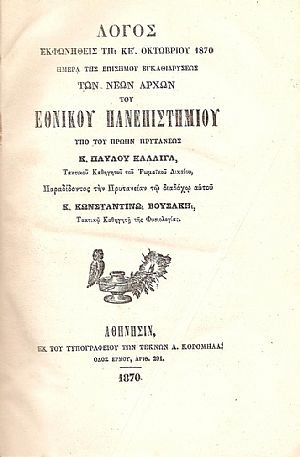 ΛΟΓΟΣ
ΕΚΦΩΝΗΘΕΙΣ ΤΗι ΚΕ΄. ΟΚΤΩΒΡΙΟΥ 1870
ΗΜΕΡΑ ΤΗΣ ΕΠΙΣΗΜΟΥ ΕΓΚΑΘΙΔΡΥΣΕΩΣ
ΤΩΝ ΝΕΩΝ ΑΡΧΩΝ
ΤΟΥ
ΕΘΝΙΚΟΥ ΠΑΝΕΠΙΣΤΗΜΙΟΥ
ΥΠΟ ΤΟΥ ΠΡΩΗΝ ΠΡΥΤΑΝΕΩΣ
Κ. ΠΑΥΛΟΥ ΚΑΛΛΙΓΑ,
Τακτικοῦ Καθηγητοῦ τοῦ Ῥωμαϊκοῦ Δικαίου,
Παραδίδοντος τὴν Πρυτανείαν τῷ διαδόχῳ αὐτοῦ
Κ. ΚΩΝΣΤΑΝΤΙΝΩι ΒΟΥΣΑΚΗι,
Τακτικῷ Καθηγητῇ τῆς Φυσιολογίας.
ΑΘΗΝΗΣΙΝ,
ΕΚ ΤΟΥ ΤΥΠΟΓΡΑΦΕΙΟΥ ΤΩΝ ΤΕΚΝΩΝ Α. ΚΟΡΟΜΗΛΑ.
ΟΔΟΣ ΕΡΜΟΥ, ΑΡΙΘ. 291.
1870.